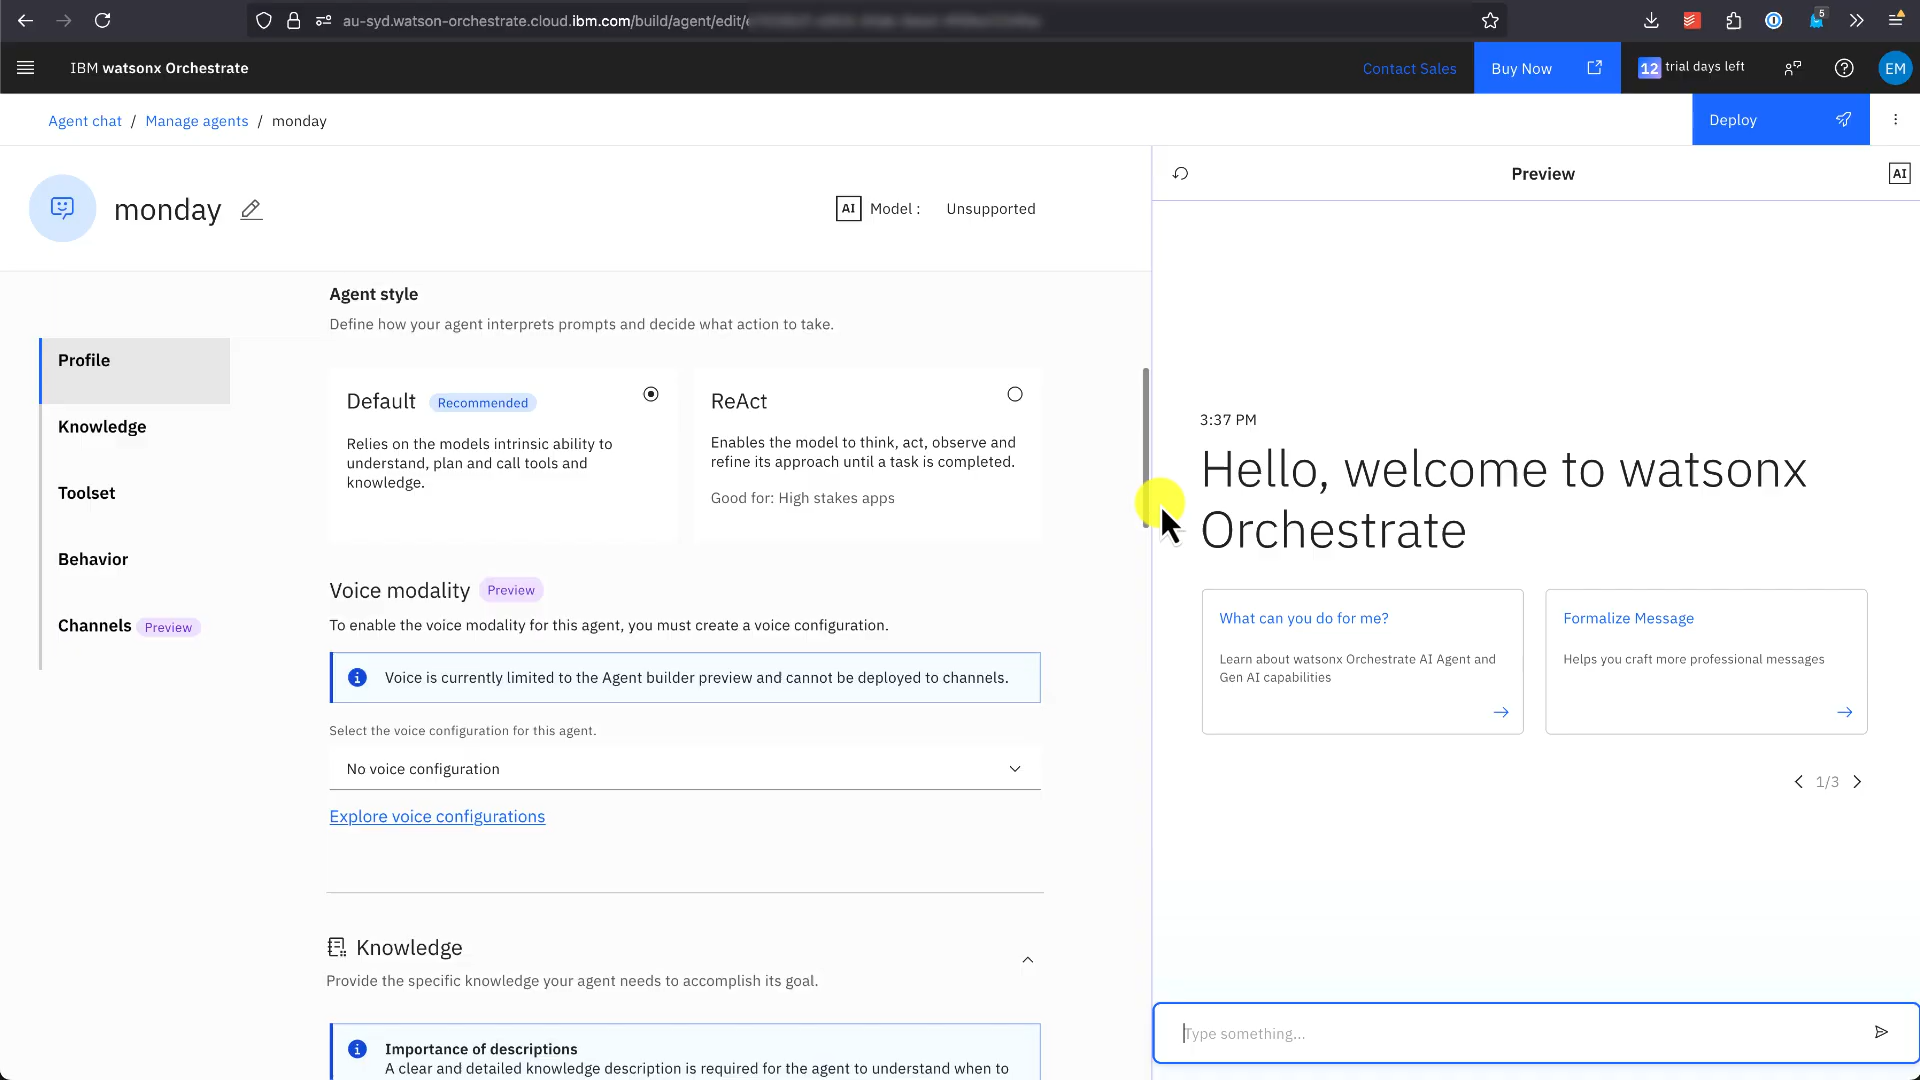 au-syd.watson-orchestrate.cloud.ibm.com/build/agent/edit/
5
IBM watsonx Orchestrate
Contact Sales
Buy Now
12 trial days left
EM
Agent chat / Manage agents / monday
Deploy
monday
AI Model : Unsupported
Preview
AI
Agent style
Define how your agent interprets prompts and decide what action to take.
Profile
Knowledge
Toolset
Behavior
Channels Preview
Default Recommended
Relies on the models intrinsic ability to
understand, plan and call tools and
knowledge.
ReAct
Enables the model to think, act, observe and
refine its approach until a task is completed.
Good for: High stakes apps
Voice modality Preview
To enable the voice modality for this agent, you must create a voice configuration.
Voice is currently limited to the Agent builder preview and cannot be deployed to channels.
Select the voice configuration for this agent.
No voice configuration
Explore voice configurations
Knowledge
Provide the specific knowledge your agent needs to accomplish its goal.
Importance of descriptions
A clear and detailed knowledge description is required for the agent to understand when to
3:37 PM
Hello, welcome to watsonx
Orchestrate
What can you do for me?
Learn about watsonx Orchestrate AI Agent and
Gen AI capabilities
Formalize Message
Helps you craft more professional messages
1/3
Type something...